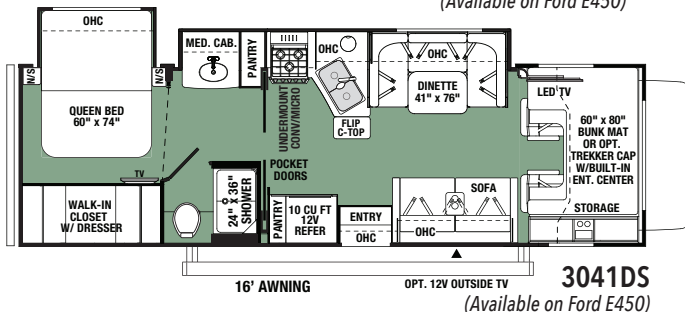 (Available on Ford E450)
OHC
N/S
N/S
QUEEN BED
60" x 74"
TV
WALK-IN
CLOSET
W/ DRESSER
MED. CAB.
PANTRY
24" x 36"
SHOWER
UNDERMOUNT
CONV/MICRO
POCKET
DOORS
PANTRY
10 CU FT
12V
REFER
OHC
FLIP
C-TOP
OHC
DINETTE
41" x 76"
ENTRY
OHC
SOFA
OHC
LED TV
60" x 80"
BUNK MAT
OR OPT.
TREKKER CAP
W/BUILT-IN
ENT. CENTER
STORAGE
16' AWNING
OPT. 12V OUTSIDE TV
3041DS
(Available on Ford E450)